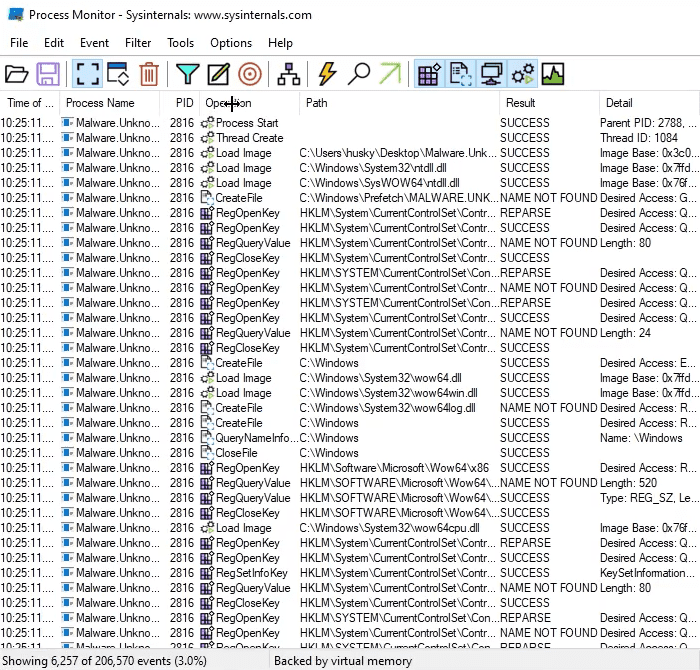 Process Monitor - Sysinternals: www.sysinternals.com
File Edit Event Filter Tools Options Help
Time of ... Process Name PID Operation Path Result Detail
10:25:11.... Malware.Unkno... 2816 Process Start SUCCESS Parent PID: 2788, ...
10:25:11.... Malware.Unkno... 2816 Thread Create SUCCESS Thread ID: 1084
10:25:11.... Malware.Unkno... 2816 Load Image C:\Users\husky\Desktop\Malware.Unk... SUCCESS Image Base: 0x3c0...
10:25:11.... Malware.Unkno... 2816 Load Image C:\Windows\System32\ntdll.dll SUCCESS Image Base: 0x7ffd...
10:25:11.... Malware.Unkno... 2816 Load Image C:\Windows\SysWOW64\ntdll.dll SUCCESS Image Base: 0x76f...
10:25:11.... Malware.Unkno... 2816 CreateFile C:\Windows\Prefetch\MALWARE.UNK... NAME NOT FOUND Desired Access: G...
10:25:11.... Malware.Unkno... 2816 RegOpenKey HKLM\System\CurrentControlSet\Contr... REPARSE Desired Access: Q...
10:25:11.... Malware.Unkno... 2816 RegOpenKey HKLM\System\CurrentControlSet\Contr... SUCCESS Desired Access: Q...
10:25:11.... Malware.Unkno... 2816 RegQueryValue HKLM\System\CurrentControlSet\Contr... NAME NOT FOUND Length: 80
10:25:11.... Malware.Unkno... 2816 RegCloseKey HKLM\System\CurrentControlSet\Contr... SUCCESS
10:25:11.... Malware.Unkno... 2816 RegOpenKey HKLM\SYSTEM\CurrentControlSet\Con... REPARSE Desired Access: Q...
10:25:11.... Malware.Unkno... 2816 RegOpenKey HKLM\System\CurrentControlSet\Contr... NAME NOT FOUND Desired Access: Q...
10:25:11.... Malware.Unkno... 2816 RegOpenKey HKLM\SYSTEM\CurrentControlSet\Con... REPARSE Desired Access: Q...
10:25:11.... Malware.Unkno... 2816 RegOpenKey HKLM\System\CurrentControlSet\Contr... SUCCESS Desired Access: Q...
10:25:11.... Malware.Unkno... 2816 RegQueryValue HKLM\System\CurrentControlSet\Contr... NAME NOT FOUND Length: 24
10:25:11.... Malware.Unkno... 2816 RegCloseKey HKLM\System\CurrentControlSet\Contr... SUCCESS
10:25:11.... Malware.Unkno... 2816 CreateFile C:\Windows SUCCESS Desired Access: E...
10:25:11.... Malware.Unkno... 2816 Load Image C:\Windows\System32\wow64.dll SUCCESS Image Base: 0x7ffd...
10:25:11.... Malware.Unkno... 2816 Load Image C:\Windows\System32\wow64win.dll SUCCESS Image Base: 0x7ffd...
10:25:11.... Malware.Unkno... 2816 CreateFile C:\Windows\System32\wow64log.dll NAME NOT FOUND Desired Access: R...
10:25:11.... Malware.Unkno... 2816 CreateFile C:\Windows SUCCESS Desired Access: R...
10:25:11.... Malware.Unkno... 2816 QueryNameInfo... C:\Windows SUCCESS Name: \Windows
10:25:11.... Malware.Unkno... 2816 CloseFile C:\Windows SUCCESS
10:25:11.... Malware.Unkno... 2816 RegOpenKey HKLM\Software\Microsoft\Wow64\x86 SUCCESS Desired Access: R...
10:25:11.... Malware.Unkno... 2816 RegQueryValue HKLM\SOFTWARE\Microsoft\Wow64\... NAME NOT FOUND Length: 520
10:25:11.... Malware.Unkno... 2816 RegQueryValue HKLM\SOFTWARE\Microsoft\Wow64\... SUCCESS Type: REG_SZ, Le...
10:25:11.... Malware.Unkno... 2816 RegCloseKey HKLM\SOFTWARE\Microsoft\Wow64\... SUCCESS
10:25:11.... Malware.Unkno... 2816 Load Image C:\Windows\System32\wow64cpu.dll SUCCESS Image Base: 0x76f...
10:25:11.... Malware.Unkno... 2816 RegOpenKey HKLM\System\CurrentControlSet\Contr... REPARSE Desired Access: Q...
10:25:11.... Malware.Unkno... 2816 RegOpenKey HKLM\System\CurrentControlSet\Contr... SUCCESS Desired Access: Q...
10:25:11.... Malware.Unkno... 2816 RegSetInfoKey HKLM\System\CurrentControlSet\Contr... SUCCESS KeySetInformation...
10:25:11.... Malware.Unkno... 2816 RegQueryValue HKLM\System\CurrentControlSet\Contr... NAME NOT FOUND Length: 80
10:25:11.... Malware.Unkno... 2816 RegCloseKey HKLM\System\CurrentControlSet\Contr... SUCCESS
10:25:11.... Malware.Unkno... 2816 RegOpenKey HKLM\SYSTEM\CurrentControlSet\Con... REPARSE Desired Access: Q...
10:25:11.... Malware.Unkno... 2816 RegOpenKey HKLM\System\CurrentControlSet\Contr... NAME NOT FOUND Desired Access: Q...
10:25:11.... Malware.Unkno... 2816 RegOpenKey HKLM\SYSTEM\CurrentControlSet\Con... REPARSE Desired Access: Q...
Showing 6,257 of 206,570 events (3.0%) Backed by virtual memory